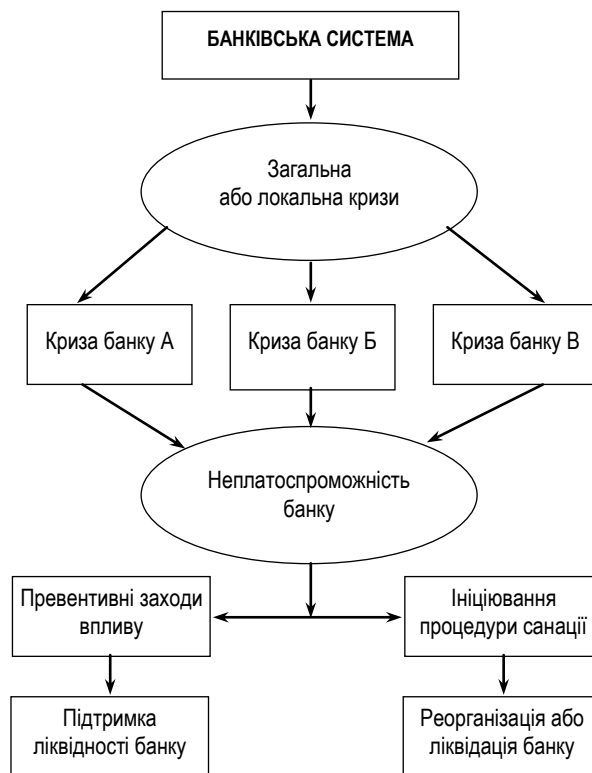 БАНКІВСЬКА СИСТЕМА
Загальна
або локальна кризи
Криза банку А
Криза банку Б
Криза банку В
Неплатоспроможність
банку
Превентивні заходи
впливу
Ініціювання
процедури санації
Підтримка
ліквідності банку
Реорганізація або
ліквідація банку